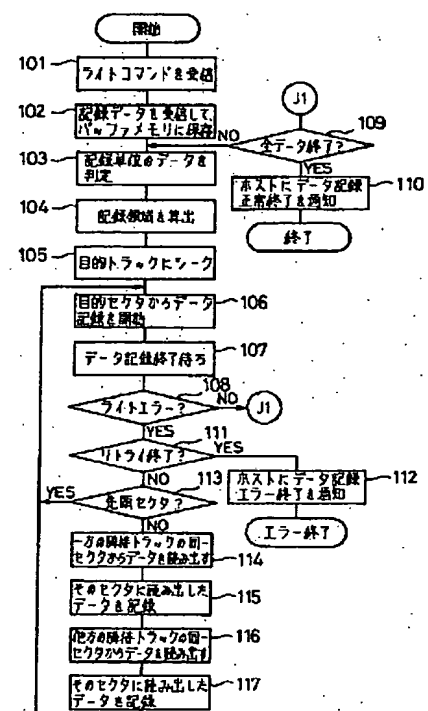 開始
101
ライトコマンドを受信
102
記録データを受信して、
バッファメモリに保存
J1
109
NO
全データ終了?
YES
103
記録単位のデータを
判定
ホストにデータ記録
正常終了を通知
110
終了
104
記録領域を算出
105
目的トラックにシーク
目的セクタからデータ
記録を開始
106
データ記録終了待ち
107
108
ライトエラー?
NO
J1
YES
111
リトライ終了?
YES
NO
113
ホストにデータ記録
エラー終了を通知
112
YES
先頭セクタ?
エラー終了
NO
一方の隣接トラックの同一
セクタからデータを読み出す
114
そのセクタに読み出した
データを記録
115
他方の隣接トラックの同一
セクタからデータを読み出す
116
そのセクタに読み出した
データを記録
117